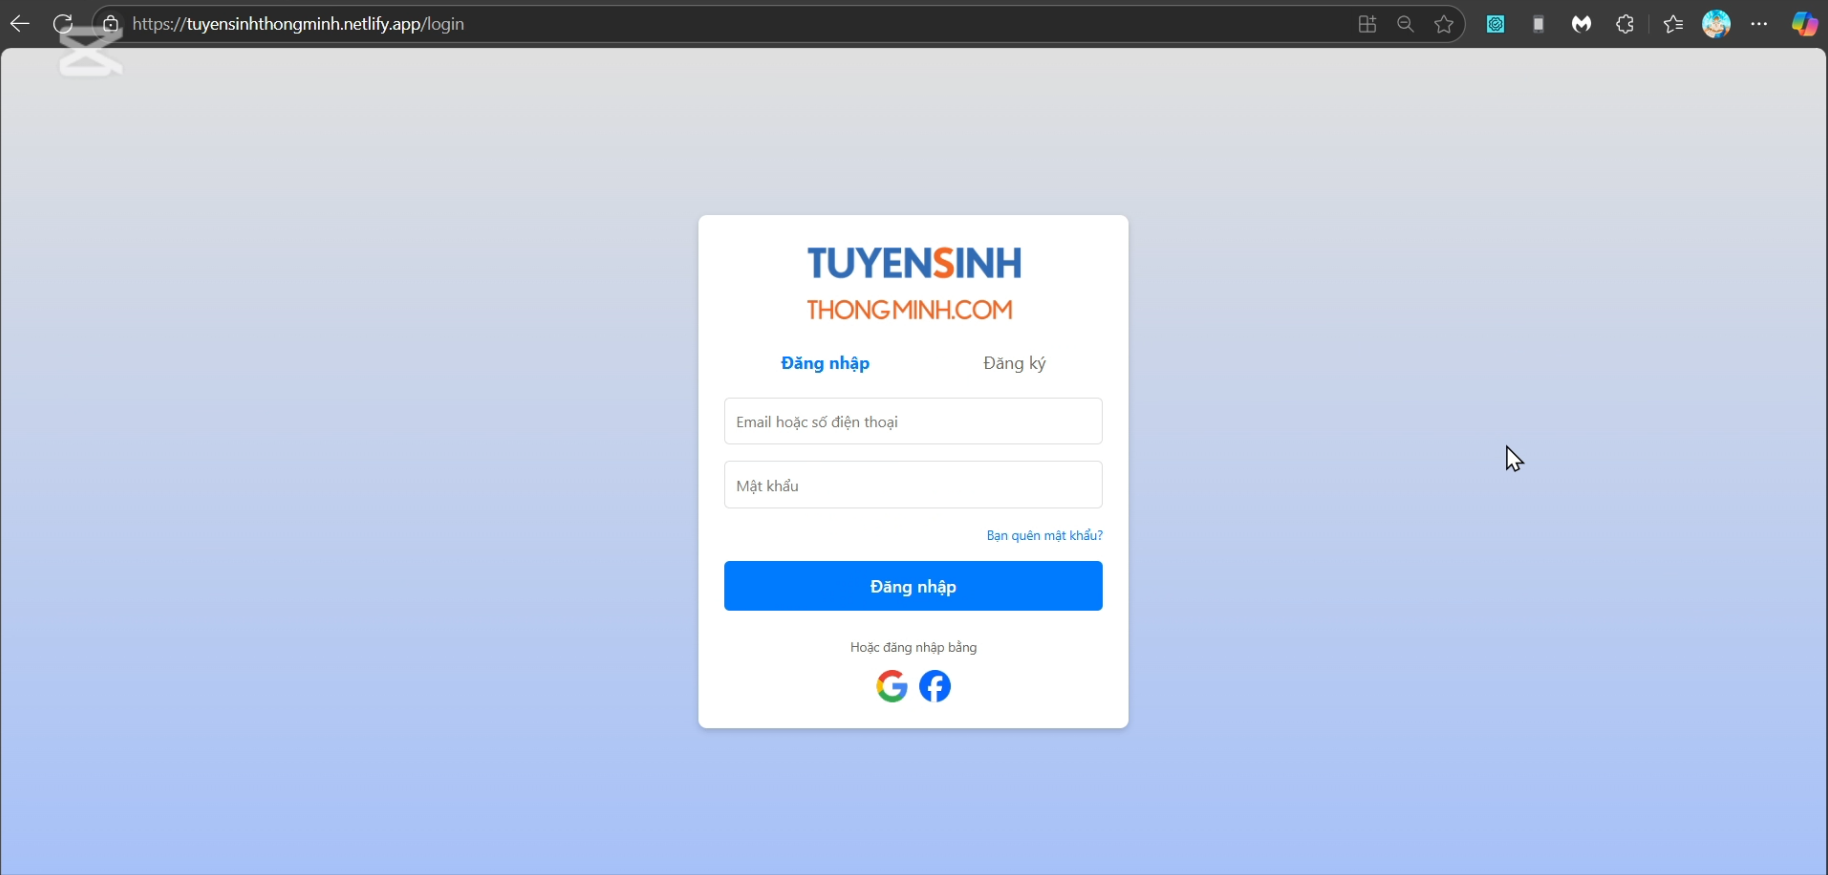 https://tuyensinhthongminh.netlify.app/login
TUYENSINH
THONGMINH.COM
Đăng nhập
Đăng ký
Email hoặc số điện thoại
Mật khẩu
Bạn quên mật khẩu?
Đăng nhập
Hoặc đăng nhập bằng